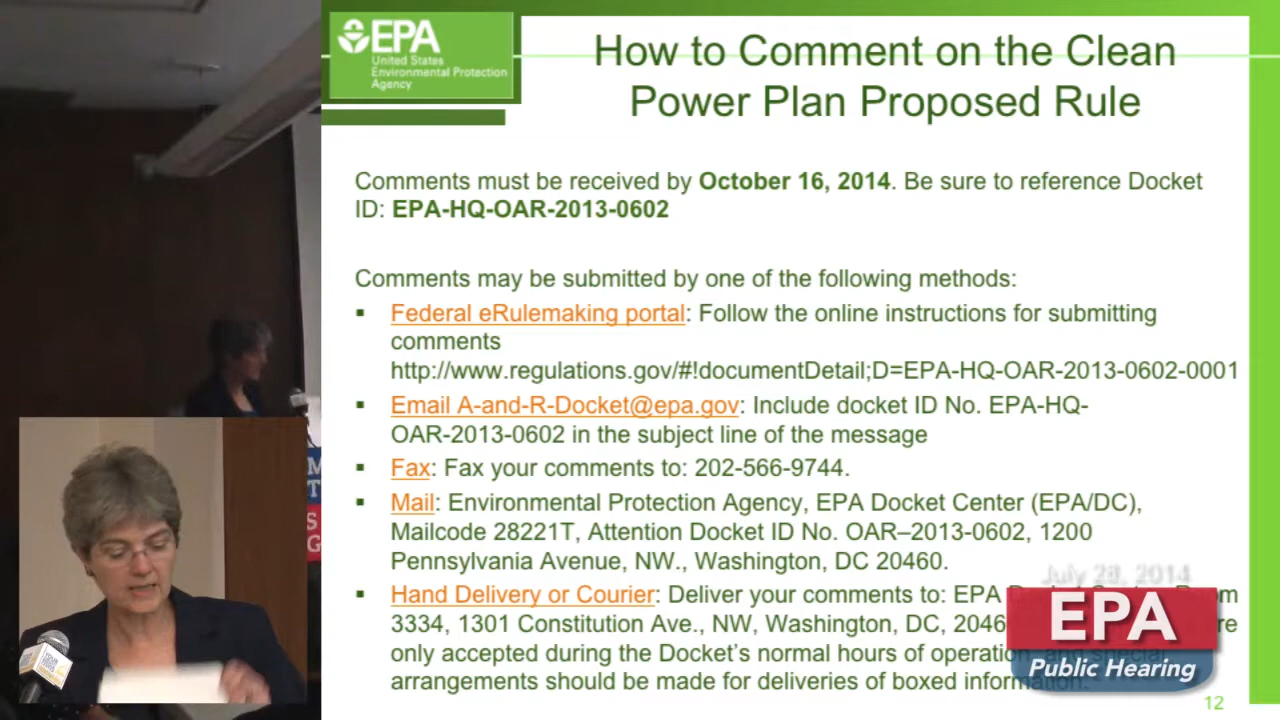 EPA
United States
Environmental Protection
Agency
How to Comment on the Clean
Power Plan Proposed Rule
Comments must be received by October 16, 2014. Be sure to reference Docket
ID: EPA-HQ-OAR-2013-0602
Comments may be submitted by one of the following methods:
▪ Federal eRulemaking portal: Follow the online instructions for submitting
comments
http://www.regulations.gov/#!documentDetail;D=EPA-HQ-OAR-2013-0602-0001
▪ Email A-and-R-Docket@epa.gov: Include docket ID No. EPA-HQ-
OAR-2013-0602 in the subject line of the message
▪ Fax: Fax your comments to: 202-566-9744.
▪ Mail: Environmental Protection Agency, EPA Docket Center (EPA/DC),
Mailcode 28221T, Attention Docket ID No. OAR–2013-0602, 1200
Pennsylvania Avenue, NW., Washington, DC 20460.
▪ Hand Delivery or Courier: Deliver your comments to: EPA
3334, 1301 Constitution Ave., NW, Washington, DC,
only accepted during the Docket's normal hours of operation, and special
arrangements should be made for deliveries of boxed information.
July 28, 2014
EPA
Public Hearing
12